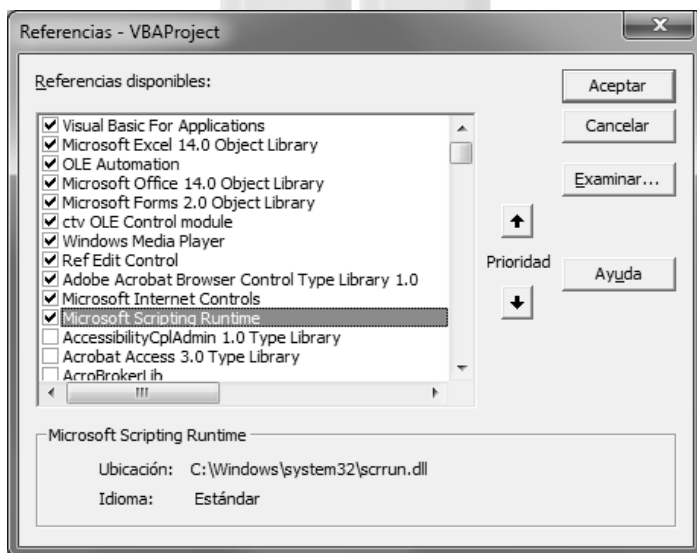 Referencias - VBAProject
Referencias disponibles:
Visual Basic For Applications
Microsoft Excel 14.0 Object Library
OLE Automation
Microsoft Office 14.0 Object Library
Microsoft Forms 2.0 Object Library
ctv OLE Control module
Windows Media Player
Ref Edit Control
Adobe Acrobat Browser Control Type Library 1.0
Microsoft Internet Controls
Microsoft Scripting Runtime
AccessibilityCplAdmin 1.0 Type Library
Acrobat Access 3.0 Type Library
AcroBrokerLib
Aceptar
Cancelar
Examinar...
Prioridad
Ayuda
Microsoft Scripting Runtime
Ubicación: C:\Windows\system32\scrrun.dll
Idioma: Estándar